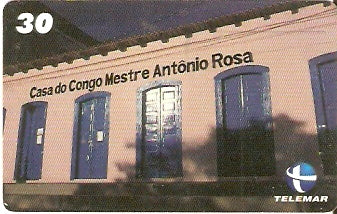 30
Casa do Congo Mestre Antônio Rosa
TELEMAR